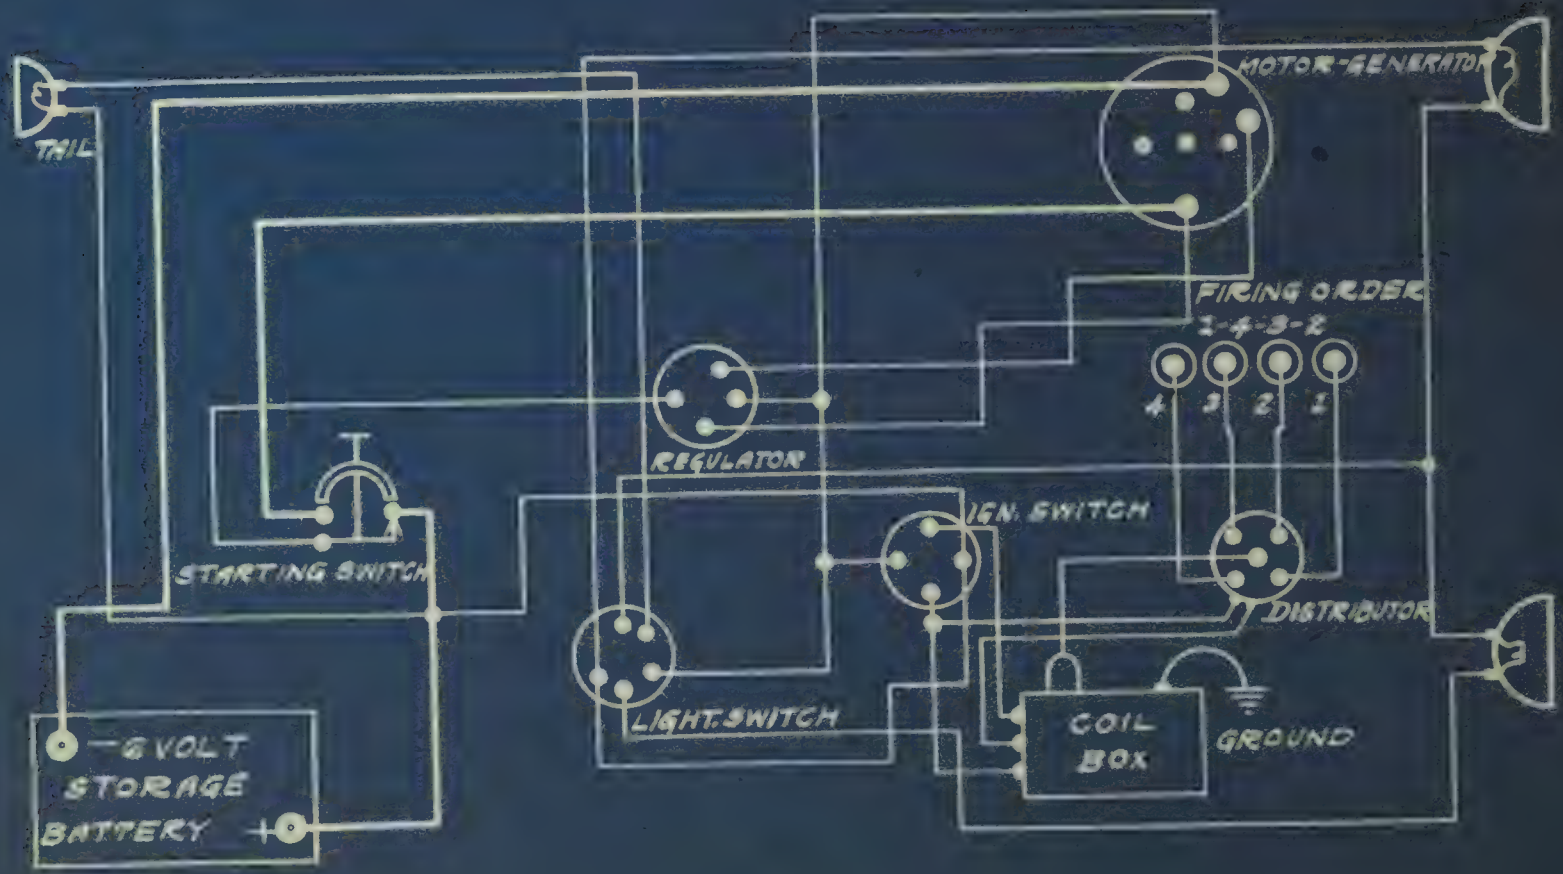 TAIL
MOTOR-GENERATOR
FIRING ORDER
1-4-3-2
4 3 2 1
REGULATOR
IGN. SWITCH
STARTING SWITCH
DISTRIBUTOR
LIGHT. SWITCH
- 6 VOLT
STORAGE
BATTERY +
COIL
BOX
GROUND